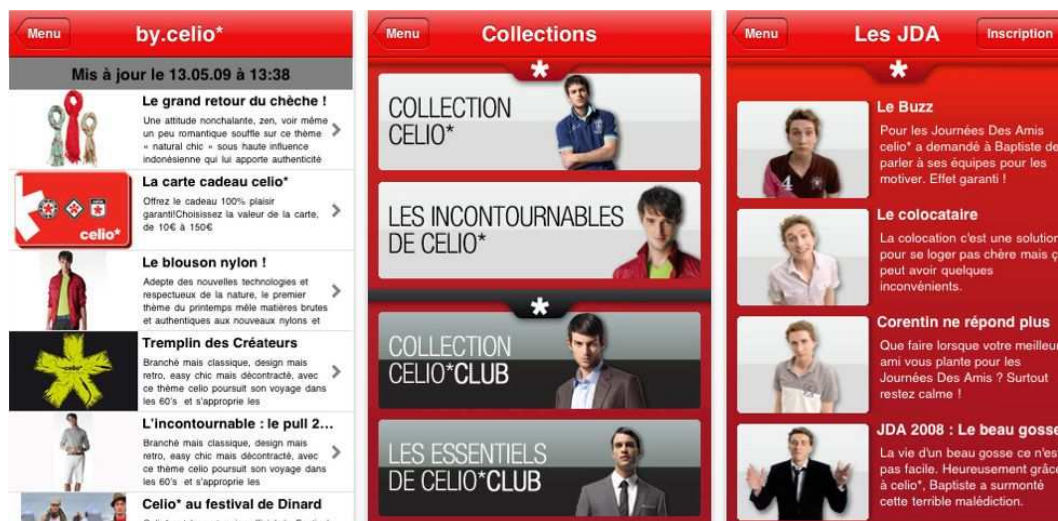 Menu
by.celio*
Mis à jour le 13.05.09 à 13:38
Le grand retour du chèche !
Une attitude nonchalante, zen, voir même
un peu romantique souffle sur ce thème
« natural chic » sous haute influence
indonésienne qui lui apporte authenticité
La carte cadeau celio*
Offrez le cadeau 100% plaisir
garanti!Choisissez la valeur de la carte,
de 10€ à 150€
celio*
Le blouson nylon !
Adepte des nouvelles technologies et
respectueux de la nature, le premier
thème du printemps mêle matières brutes
et authentiques aux nouveaux nylons et
Tremplin des Créateurs
Branché mais classique, design mais
retro, easy chic mais décontracté, avec
ce thème celio poursuit son voyage dans
les 60's et s'approprie les
L'incontournable : le pull 2...
Branché mais classique, design mais
retro, easy chic mais décontracté, avec
ce thème celio poursuit son voyage dans
les 60's et s'approprie les
Celio* au festival de Dinard
Menu
Collections
*
COLLECTION
CELIO*
LES INCONTOURNABLES
DE CELIO*
*
COLLECTION
CELIO*CLUB
LES ESSENTIELS
DE CELIO*CLUB
Menu
Les JDA
Inscription
*
Le Buzz
Pour les Journées Des Amis
celio* a demandé à Baptiste de
parler à ses équipes pour les
motiver. Effet garanti !
Le colocataire
La colocation c'est une solution
pour se loger pas chère mais ç
peut avoir quelques
inconvénients.
Corentin ne répond plus
Que faire lorsque votre meilleur
ami vous plante pour les
Journées Des Amis ? Surtout
restez calme !
JDA 2008 : Le beau gosse
La vie d'un beau gosse ce n'es
pas facile. Heureusement grâc
à celio*, Baptiste a surmonté
cette terrible malédiction.